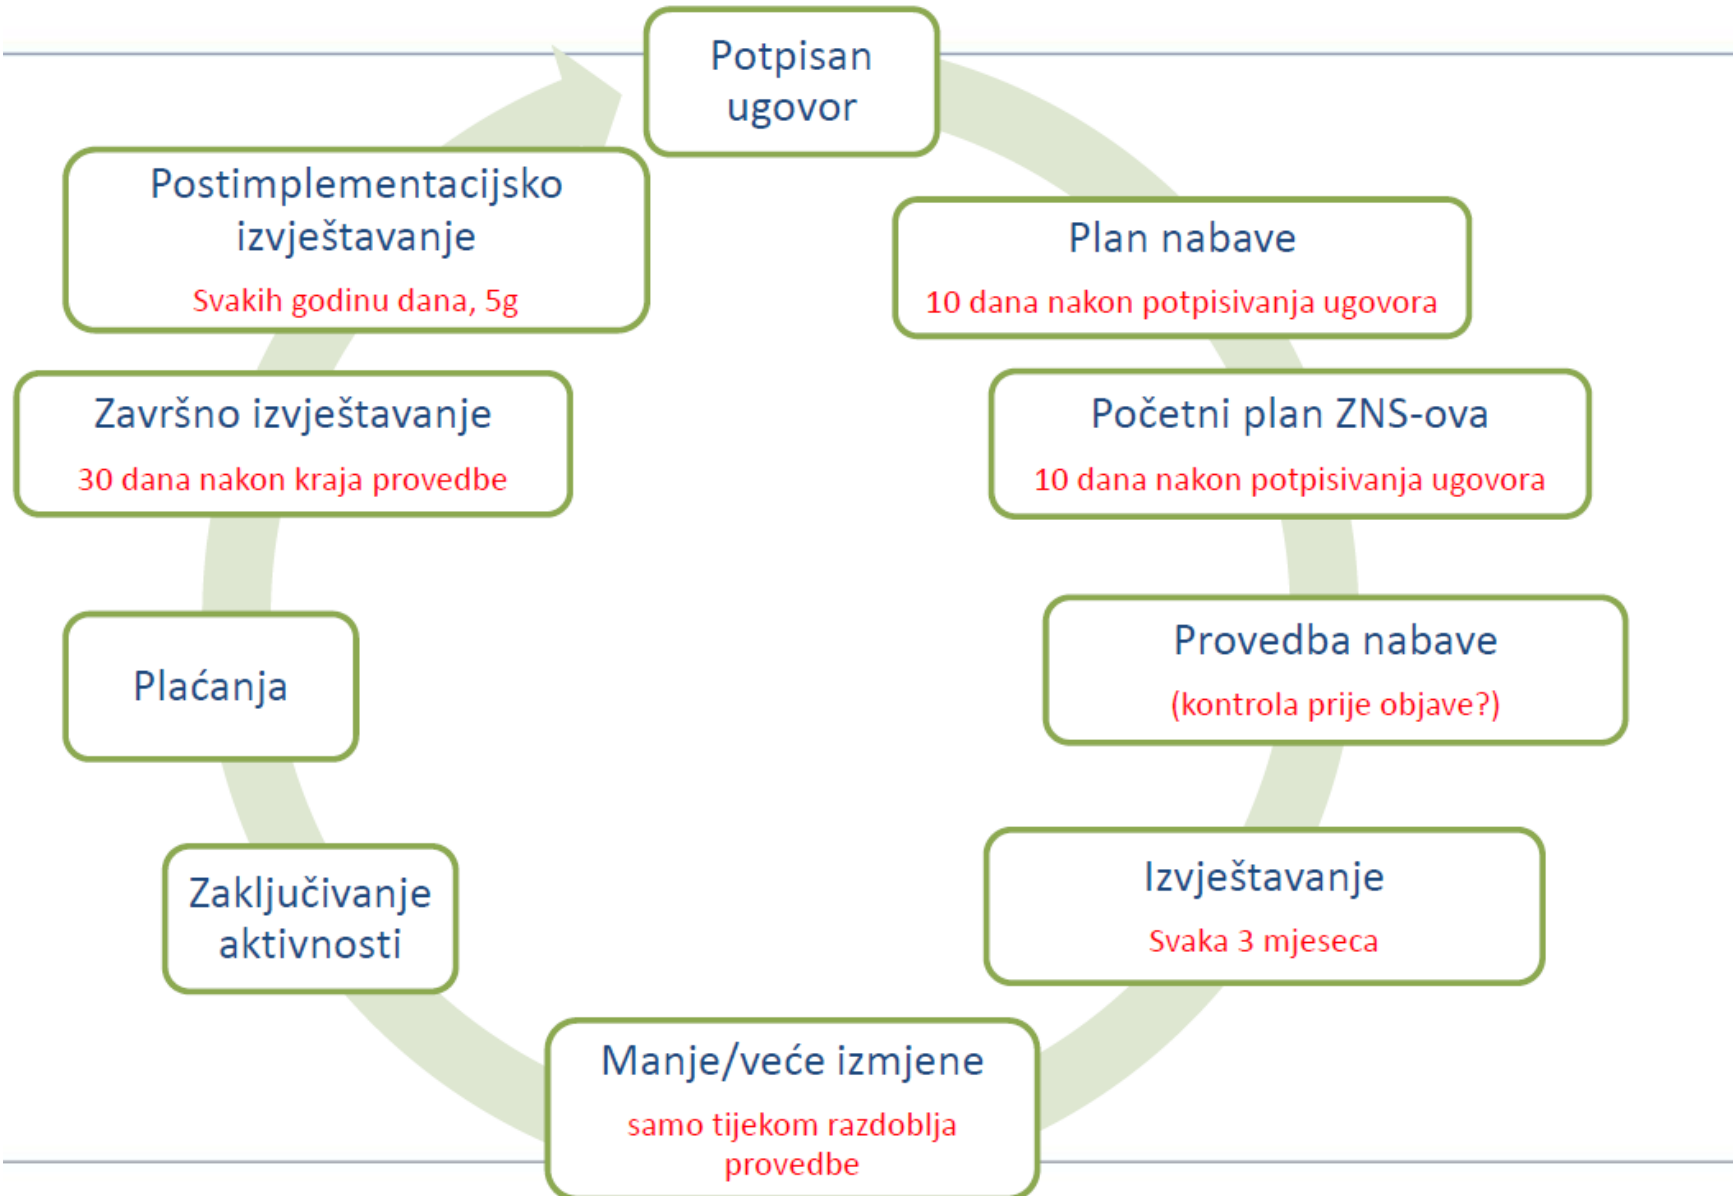 Potpisan
ugovor
Plan nabave
10 dana nakon potpisivanja ugovora
Početni plan ZNS-ova
10 dana nakon potpisivanja ugovora
Provedba nabave
(kontrola prije objave?)
Izvještavanje
Svaka 3 mjeseca
Manje/veće izmjene
samo tijekom razdoblja
provedbe
Zaključivanje
aktivnosti
Plaćanja
Završno izvještavanje
30 dana nakon kraja provedbe
Postimplementacijsko
izvještavanje
Svakih godinu dana, 5g